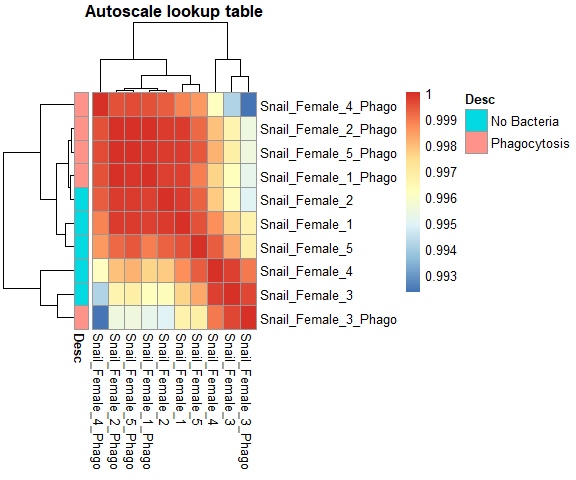 Autoscale lookup table
Snail_Female_4_Phago
Snail_Female_2_Phago
Snail_Female_5_Phago
Snail_Female_1_Phago
Snail_Female_2
Snail_Female_1
Snail_Female_5
Snail_Female_4
Snail_Female_3
Snail_Female_3_Phago
1
0.999
0.998
0.997
0.996
0.995
0.994
0.993
Desc
No Bacteria
Phagocytosis
Desc
Snail_Female_4_Phago
Snail_Female_2_Phago
Snail_Female_5_Phago
Snail_Female_1_Phago
Snail_Female_2
Snail_Female_1
Snail_Female_5
Snail_Female_4
Snail_Female_3
Snail_Female_3_Phago